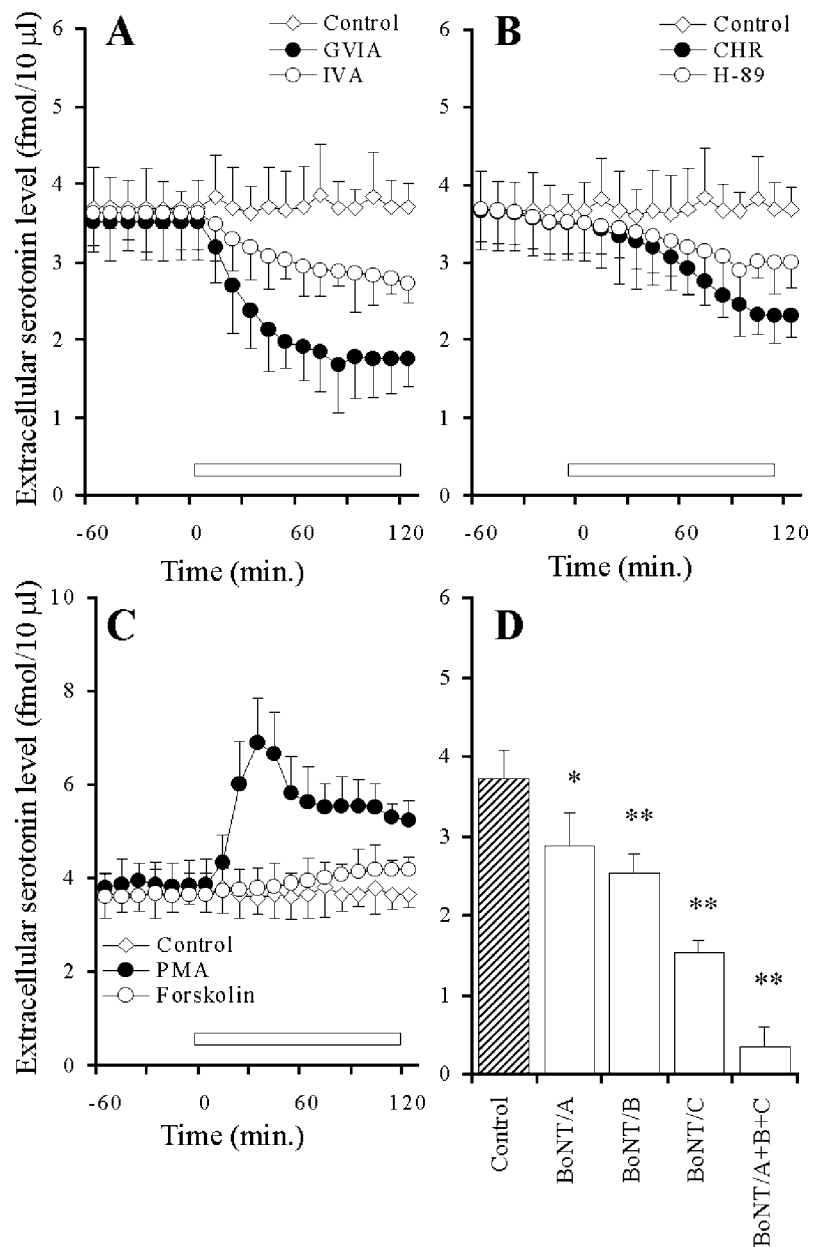 A
Control
GVIA
IVA
Extracellular serotonin level (fmol/10 µl)
6
5
4
3
2
1
0
-60
0
60
120
Time (min.)
B
Control
CHR
H-89
6
5
4
3
2
1
0
-60
0
60
120
Time (min.)
C
Extracellular serotonin level (fmol/10 µl)
10
8
6
4
2
0
Control
PMA
Forskolin
-60
0
60
120
Time (min.)
D
6
5
4
3
2
1
0
*
**
**
**
Control
BoNT/A
BoNT/B
BoNT/C
BoNT/A+B+C